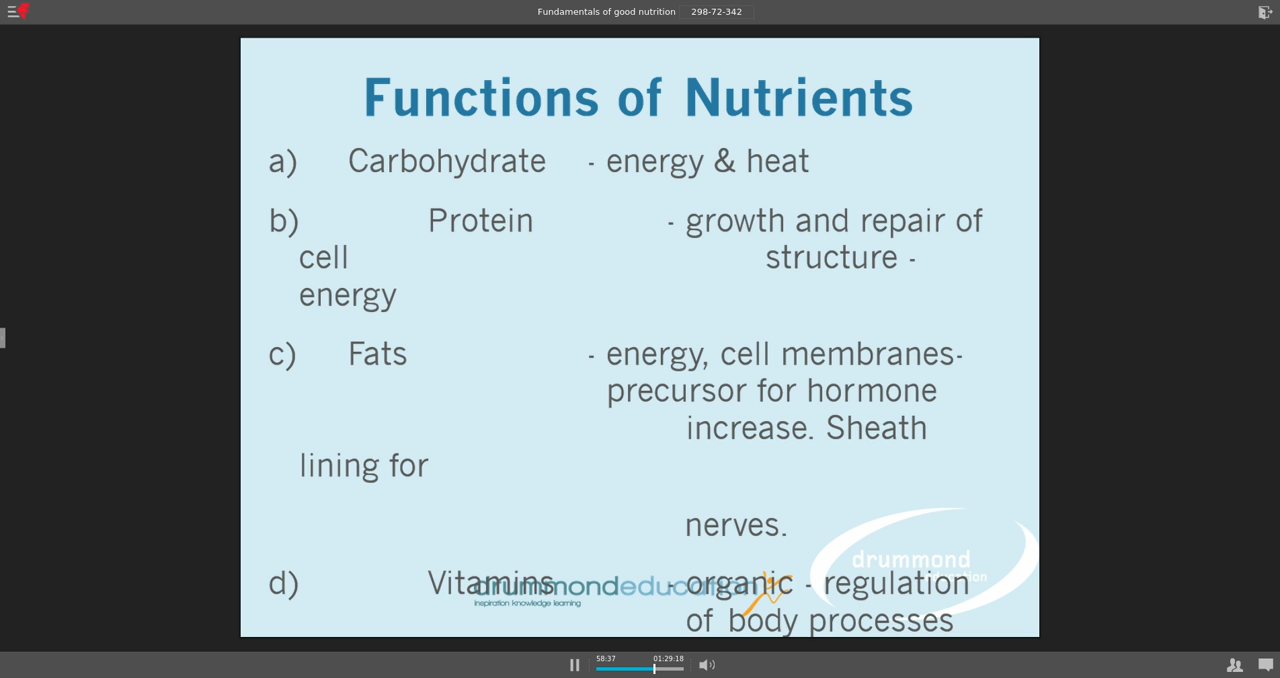 Fundamentals of good nutrition 298-72-342
Functions of Nutrients
a) Carbohydrate - energy & heat
b) Protein - growth and repair of
cell structure -
energy
c) Fats - energy, cell membranes-
precursor for hormone
increase. Sheath
lining for
nerves.
drummond
d) Vitamins - organic - regulation
drummondeducation
inspiration knowledge learning
of body processes
58:37 01:29:18